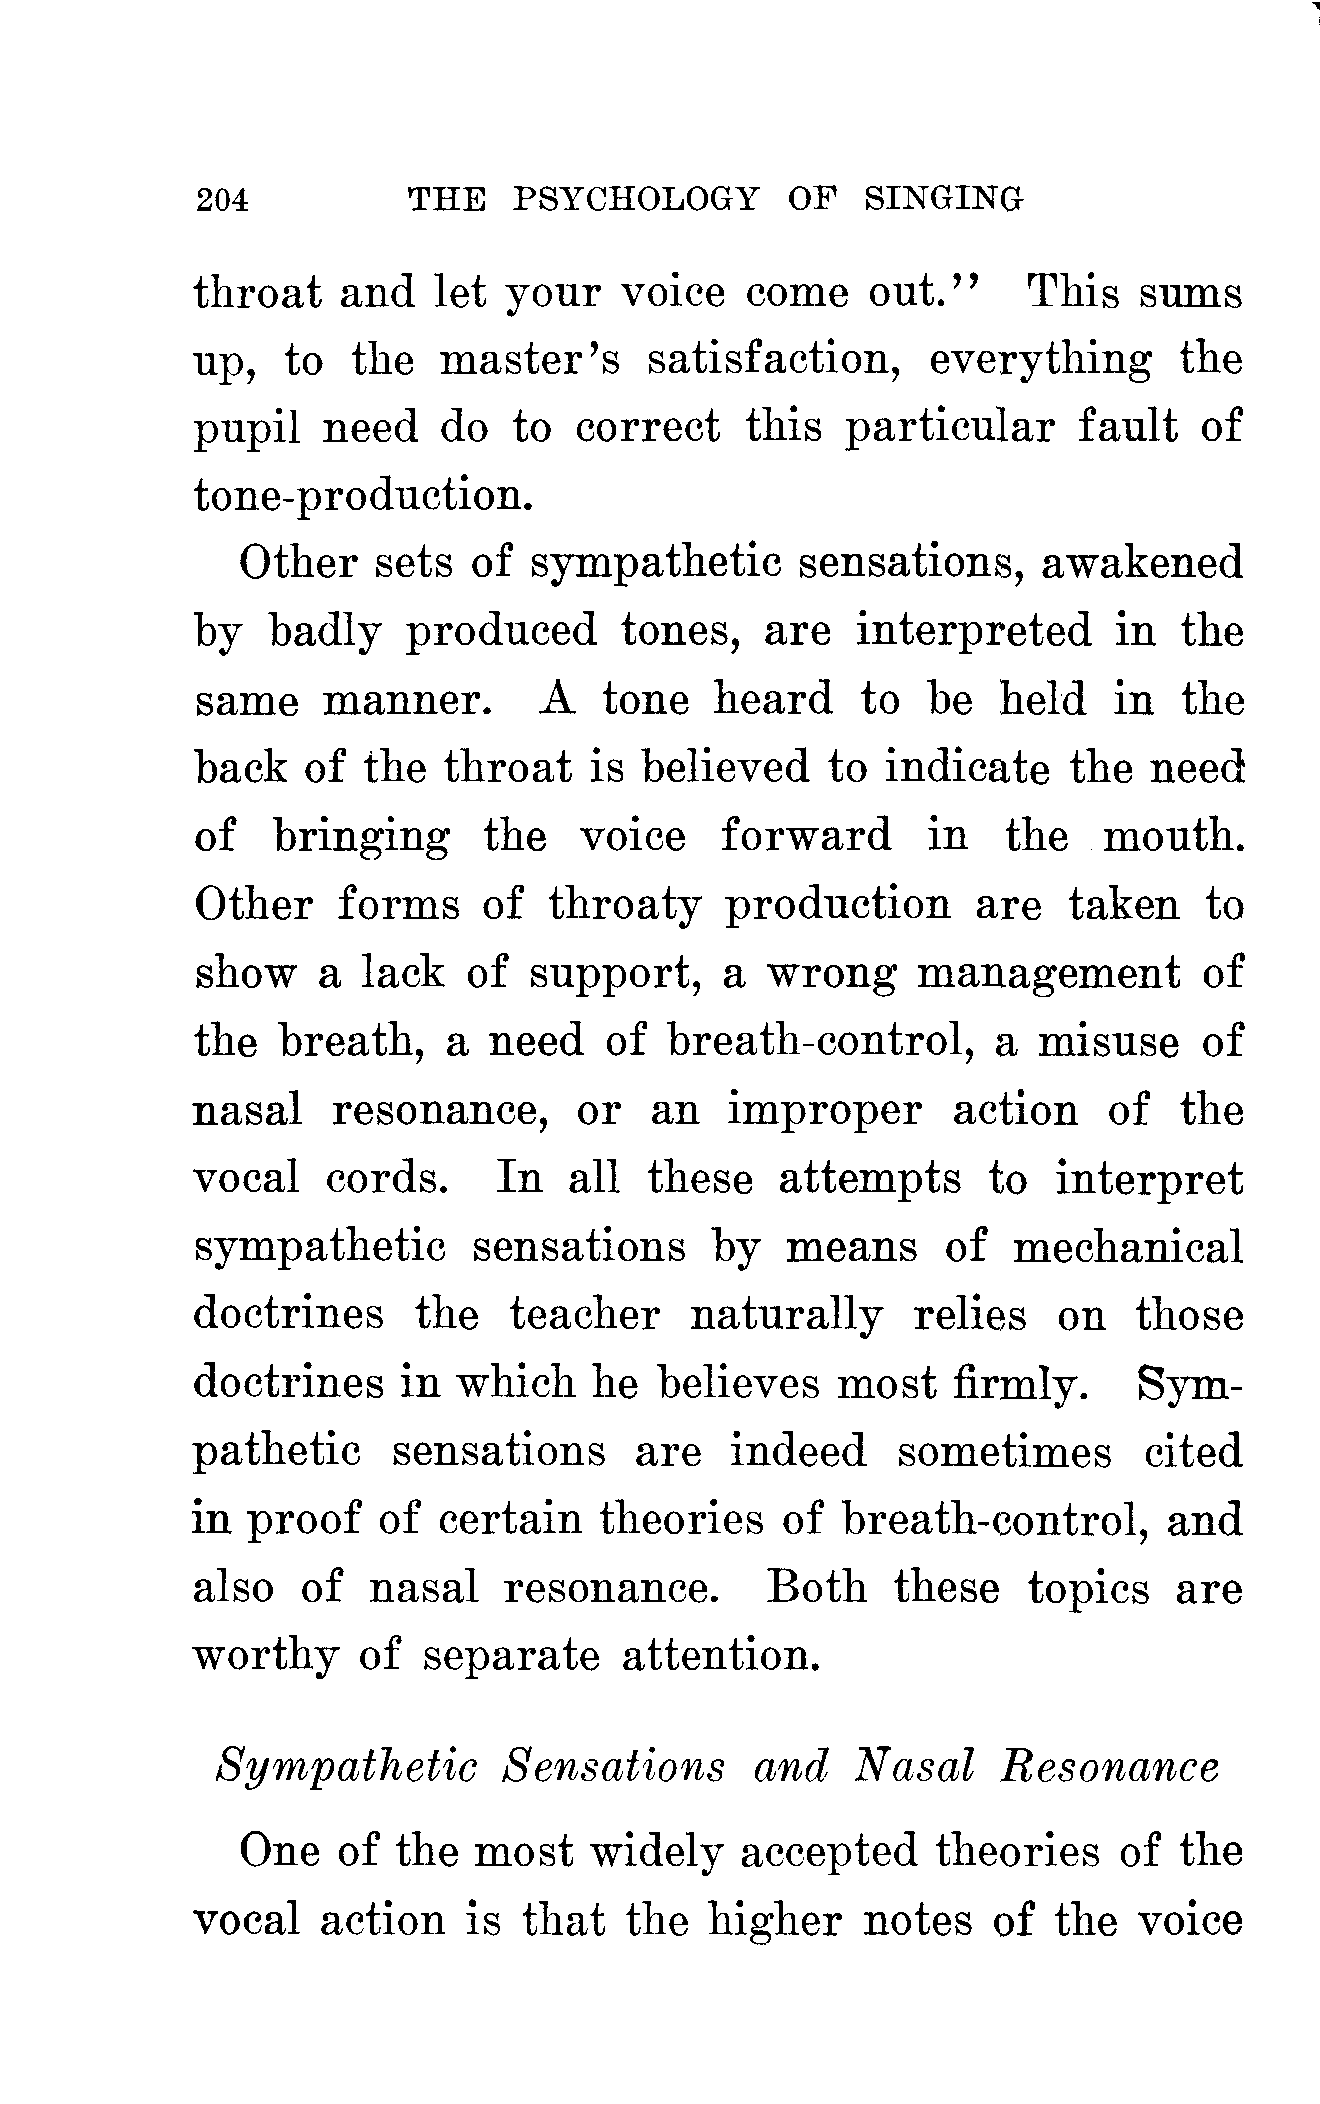 204 THE PSYCHOLOGY OF SINGING
throat and let your voice come out.'' This sums
up, to the master's satisfaction, everything the
pupil need do to correct this particular fault of
tone-production.
Other sets of sympathetic sensations, awakened
by badly produced tones, are interpreted in the
same manner. A tone heard to be held in the
back of the throat is believed to indicate the need
of bringing the voice forward in the mouth.
Other forms of throaty production are taken to
show a lack of support, a wrong management of
the breath, a need of breath-control, a misuse of
nasal resonance, or an improper action of the
vocal cords. In all these attempts to interpret
sympathetic sensations by means of mechanical
doctrines the teacher naturally relies on those
doctrines in which he believes most firmly. Sym-
pathetic sensations are indeed sometimes cited
in proof of certain theories of breath-control, and
also of nasal resonance. Both these topics are
worthy of separate attention.
Sympathetic Sensations and Nasal Resonance
One of the most widely accepted theories of the
vocal action is that the higher notes of the voice